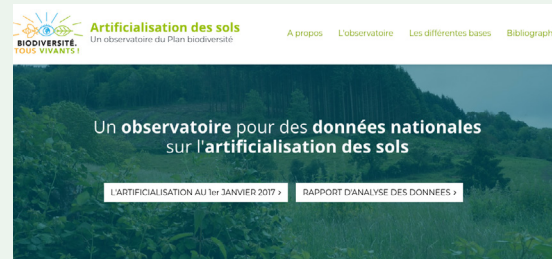 BIODIVERSITÉ.
TOUS VIVANTS !
Artificialisation des sols
Un observatoire du Plan biodiversité
A propos L'observatoire Les différentes bases Bibliograph
Un observatoire pour des données nationales
sur l'artificialisation des sols
L'ARTIFICIALISATION AU 1er JANVIER 2017 ›
RAPPORT D'ANALYSE DES DONNEES ›